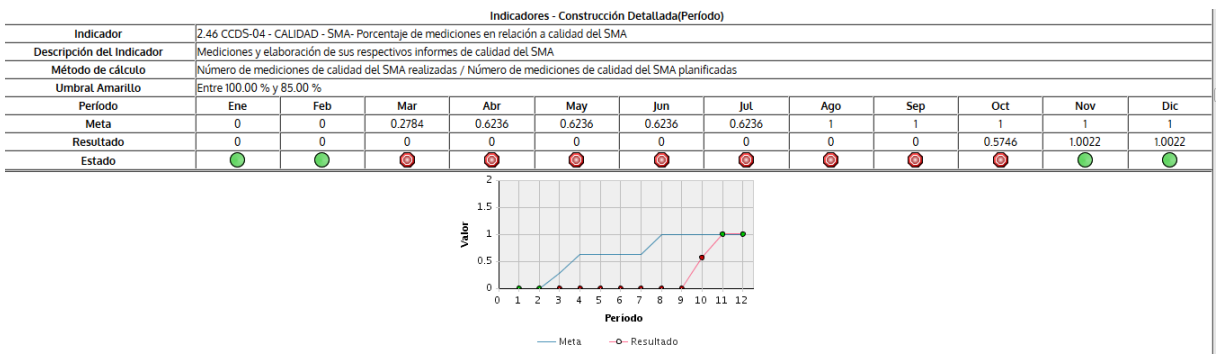 Indicadores - Construcción Detallada(Período)
Indicador 2.46 CCDS-04 - CALIDAD - SMA- Porcentaje de mediciones en relación a calidad del SMA
Descripción del Indicador Mediciones y elaboración de sus respectivos informes de calidad del SMA
Método de cálculo Número de mediciones de calidad del SMA realizadas / Número de mediciones de calidad del SMA planificadas
Umbral Amarillo Entre 100.00 % y 85.00 %
Período Ene Feb Mar Abr May Jun Jul Ago Sep Oct Nov Dic
Meta 0 0 0.2784 0.6236 0.6236 0.6236 0.6236 1 1 1 1 1
Resultado 0 0 0 0 0 0 0 0 0 0.5746 1.0022 1.0022
Estado
2
1.5
1
0.5
0
Valor
0 1 2 3 4 5 6 7 8 9 10 11 12
Período
Meta Resultado